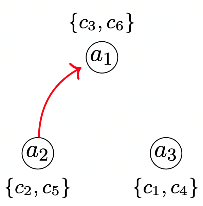 {c₃, c₆}
a₁
a₂ a₃
{c₂, c₅} {c₁, c₄}